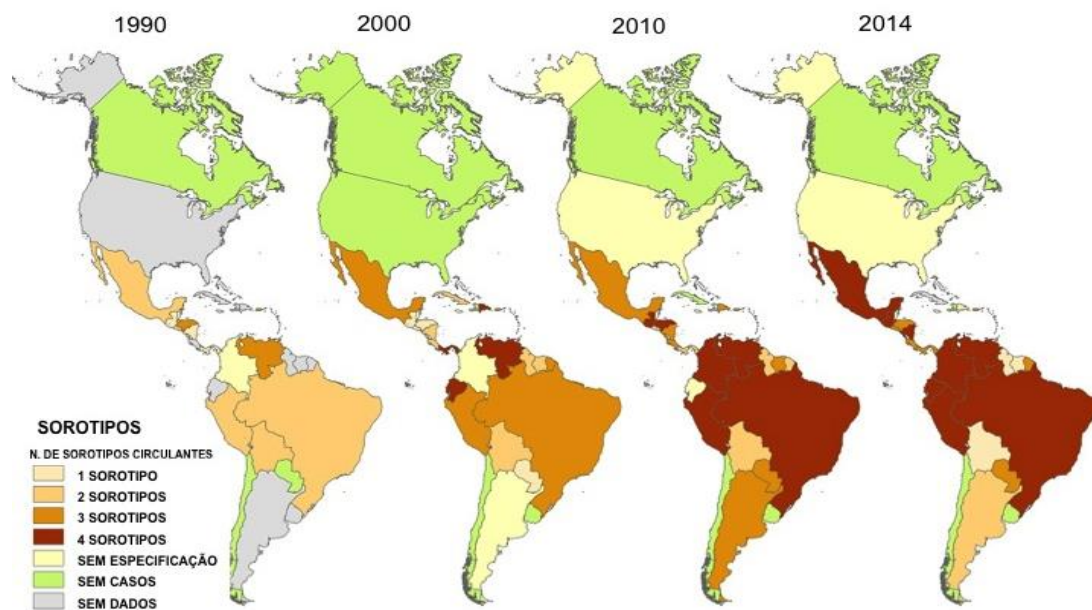 1990
2000
2010
2014
SOROTIPOS
N. DE SOROTIPOS CIRCULANTES
1 SOROTIPO
2 SOROTIPOS
3 SOROTIPOS
4 SOROTIPOS
SEM ESPECIFICAÇÃO
SEM CASOS
SEM DADOS